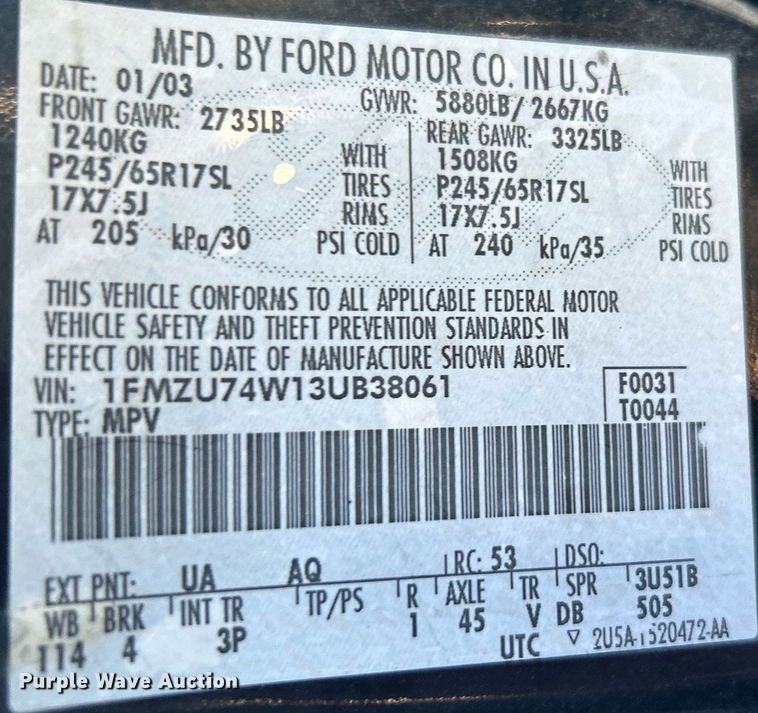 MFD. BY FORD MOTOR CO. IN U.S.A.
DATE: 01/03 GVWR: 5880LB/ 2667KG
FRONT GAWR: 2735LB REAR GAWR: 3325LB
1240KG WITH 1508KG WITH
P245/65R17SL TIRES P245/65R17SL TIRES
17X7.5J RIMS 17X7.5J RIMS
AT 205 kPa/30 PSI COLD AT 240 kPa/35 PSI COLD
THIS VEHICLE CONFORMS TO ALL APPLICABLE FEDERAL MOTOR
VEHICLE SAFETY AND THEFT PREVENTION STANDARDS IN
EFFECT ON THE DATE OF MANUFACTURE SHOWN ABOVE.
VIN: 1FMZU74W13UB38061 F0031
TYPE: MPV T0044
EXT PNT: UA AQ RC: 53 DSO:
WB BRK INT TR TP/PS R AXLE TR SPR 3U51B
114 4 3P 1 45 V DB 505
UTC ▽ 2U5A-1520472-AA
Purple Wave Auction